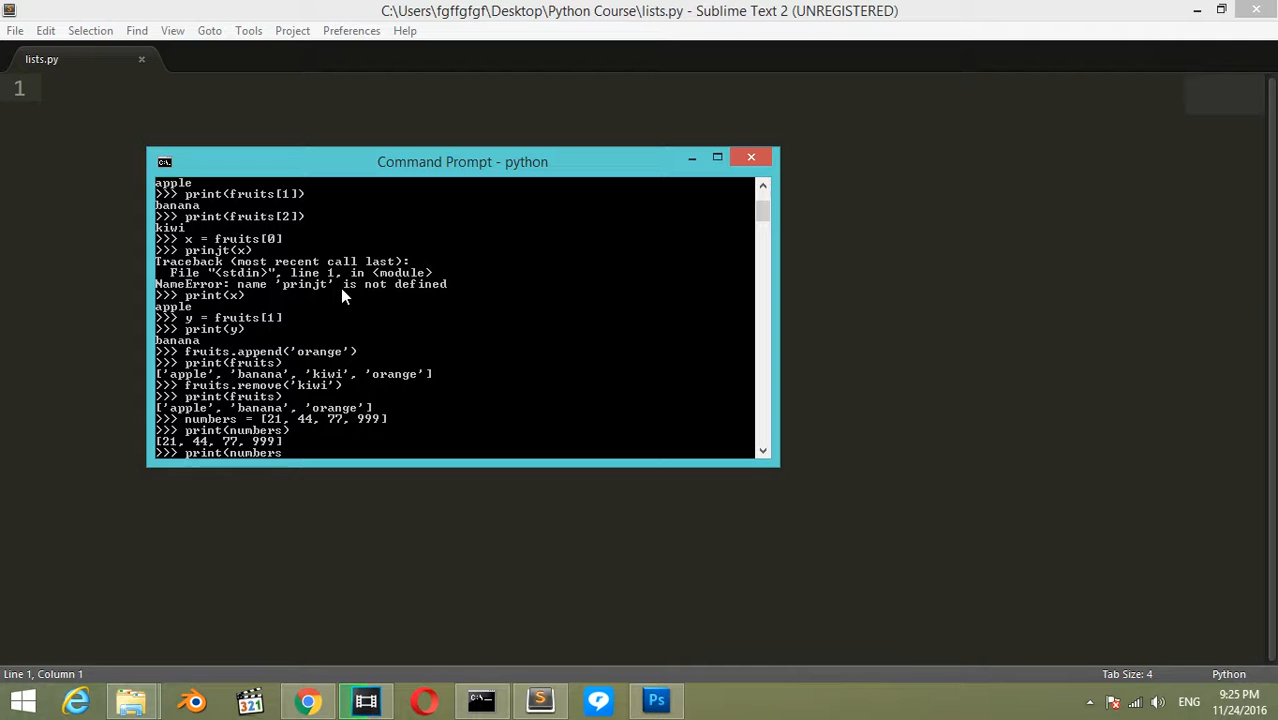 C:\Users\fgffgfgf\Desktop\Python Course\lists.py - Sublime Text 2 (UNREGISTERED)
File Edit Selection Find View Goto Tools Project Preferences Help
lists.py
1
Command Prompt - python
apple
>>> print(fruits[1])
banana
>>> print(fruits[2])
kiwi
>>> x = fruits[0]
>>> prinjt(x)
Traceback (most recent call last):
  File "<stdin>", line 1, in <module>
NameError: name 'prinjt' is not defined
>>> print(x)
apple
>>> y = fruits[1]
>>> print(y)
banana
>>> fruits.append('orange')
>>> print(fruits)
['apple', 'banana', 'kiwi', 'orange']
>>> fruits.remove('kiwi')
>>> print(fruits)
['apple', 'banana', 'orange']
>>> numbers = [21, 44, 77, 999]
>>> print(numbers)
[21, 44, 77, 999]
>>> print(numbers
Line 1, Column 1 Tab Size: 4 Python
321
C:\.
S
Ps
ENG
9:25 PM
11/24/2016